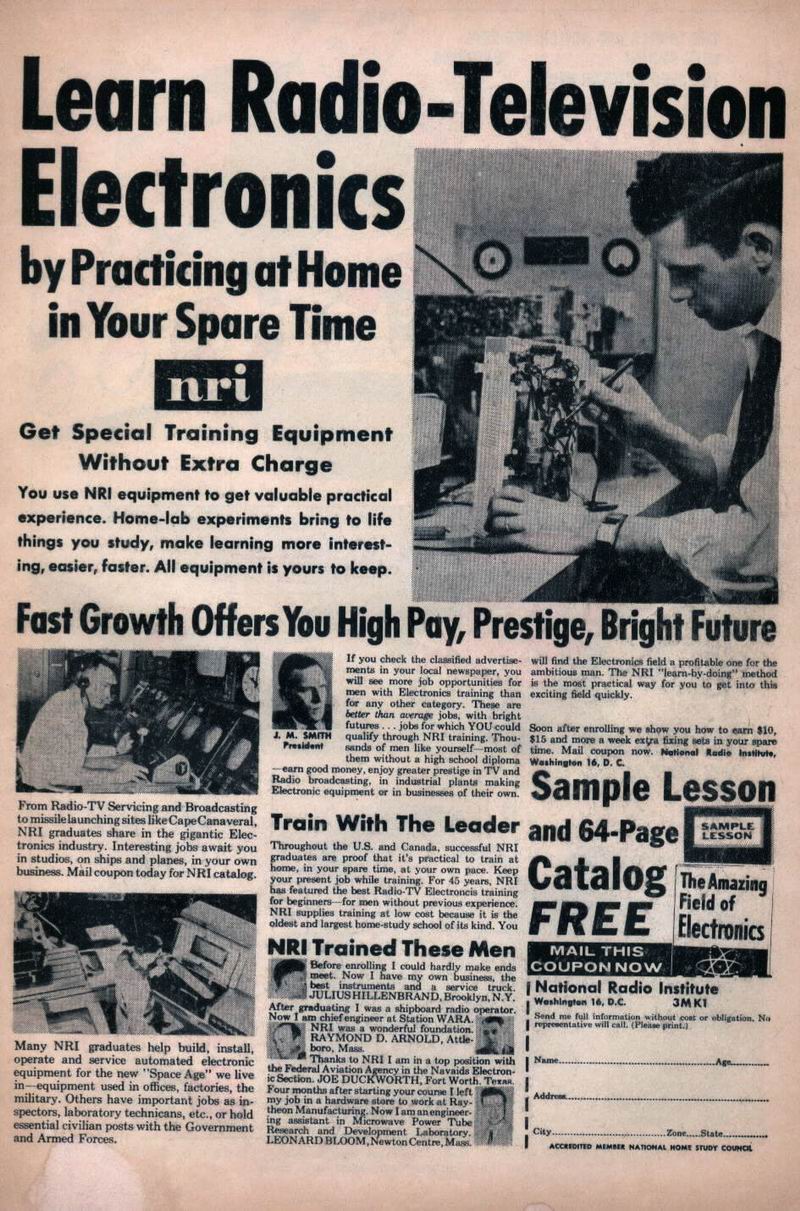 Learn Radio-Television
Electronics
by Practicing at Home
in Your Spare Time
nri
Get Special Training Equipment
Without Extra Charge
You use NRI equipment to get valuable practical
experience. Home-lab experiments bring to life
things you study, make learning more interest-
ing, easier, faster. All equipment is yours to keep.
Fast Growth Offers You High Pay, Prestige, Bright Future
From Radio-TV Servicing and Broadcasting
to missile launching sites like Cape Canaveral,
NRI graduates share in the gigantic Elec-
tronics industry. Interesting jobs await you
in studios, on ships and planes, in your own
business. Mail coupon today for NRI catalog.
Many NRI graduates help build, install,
operate and service automated electronic
equipment for the new "Space Age" we live
in—equipment used in offices, factories, the
military. Others have important jobs as in-
spectors, laboratory technicans, etc., or hold
essential civilian posts with the Government
and Armed Forces.
J. M. SMITH
President
If you check the classified advertise-
ments in your local newspaper, you
will see more job opportunities for
men with Electronics training than
for any other category. These are
better than average jobs, with bright
futures . . . jobs for which YOU could
qualify through NRI training. Thou-
sands of men like yourself—most of
them without a high school diploma
—earn good money, enjoy greater prestige in TV and
Radio broadcasting, in industrial plants making
Electronic equipment or in businesses of their own.
Train With The Leader
Throughout the U.S. and Canada, successful NRI
graduates are proof that it's practical to train at
home, in your spare time, at your own pace. Keep
your present job while training. For 45 years, NRI
has featured the best Radio-TV Electroncis training
for beginners—for men without previous experience.
NRI supplies training at low cost because it is the
oldest and largest home-study school of its kind. You
will find the Electronics field a profitable one for the
ambitious man. The NRI "learn-by-doing" method
is the most practical way for you to get into this
exciting field quickly.
Soon after enrolling we show you how to earn $10,
$15 and more a week extra fixing sets in your spare
time. Mail coupon now. National Radio Institute,
Washington 16, D. C.
NRI Trained These Men
Before enrolling I could hardly make ends
meet. Now I have my own business, the
best instruments and a service truck.
JULIUS HILLENBRAND, Brooklyn, N.Y.
After graduating I was a shipboard radio operator.
Now I am chief engineer at Station WARA.
NRI was a wonderful foundation.
RAYMOND D. ARNOLD, Attle-
boro, Mass.
Thanks to NRI I am in a top position with
the Federal Aviation Agency in the Navaids Electron-
ic Section. JOE DUCKWORTH, Fort Worth, Texas.
Four months after starting your course I left
my job in a hardware store to work at Ray-
theon Manufacturing. Now I am an engineer-
ing assistant in Microwave Power Tube
Research and Development Laboratory.
LEONARD BLOOM, Newton Centre, Mass.
Sample Lesson
and 64-Page
SAMPLE
LESSON
Catalog
FREE
The Amazing
Field of
Electronics
MAIL THIS
COUPON NOW
National Radio Institute
Washington 16, D.C. 3MK1
Send me full information without cost or obligation. No
representative will call. (Please print.)
Name Age
Address
City Zone State
ACCREDITED MEMBER NATIONAL HOME STUDY COUNCIL